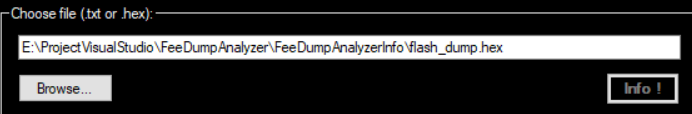 Choose file (.txt or .hex):
E:\ProjectVisualStudio\FeeDumpAnalyzer\FeeDumpAnalyzerInfo\flash_dump.hex
Browse...
Info !